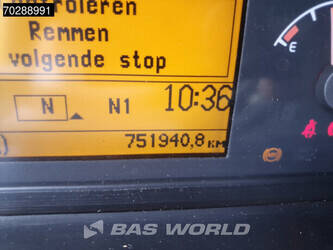 70288991
Remmen
volgende stop
N N1 10:36
751940,8 KM
E
BAS WORLD